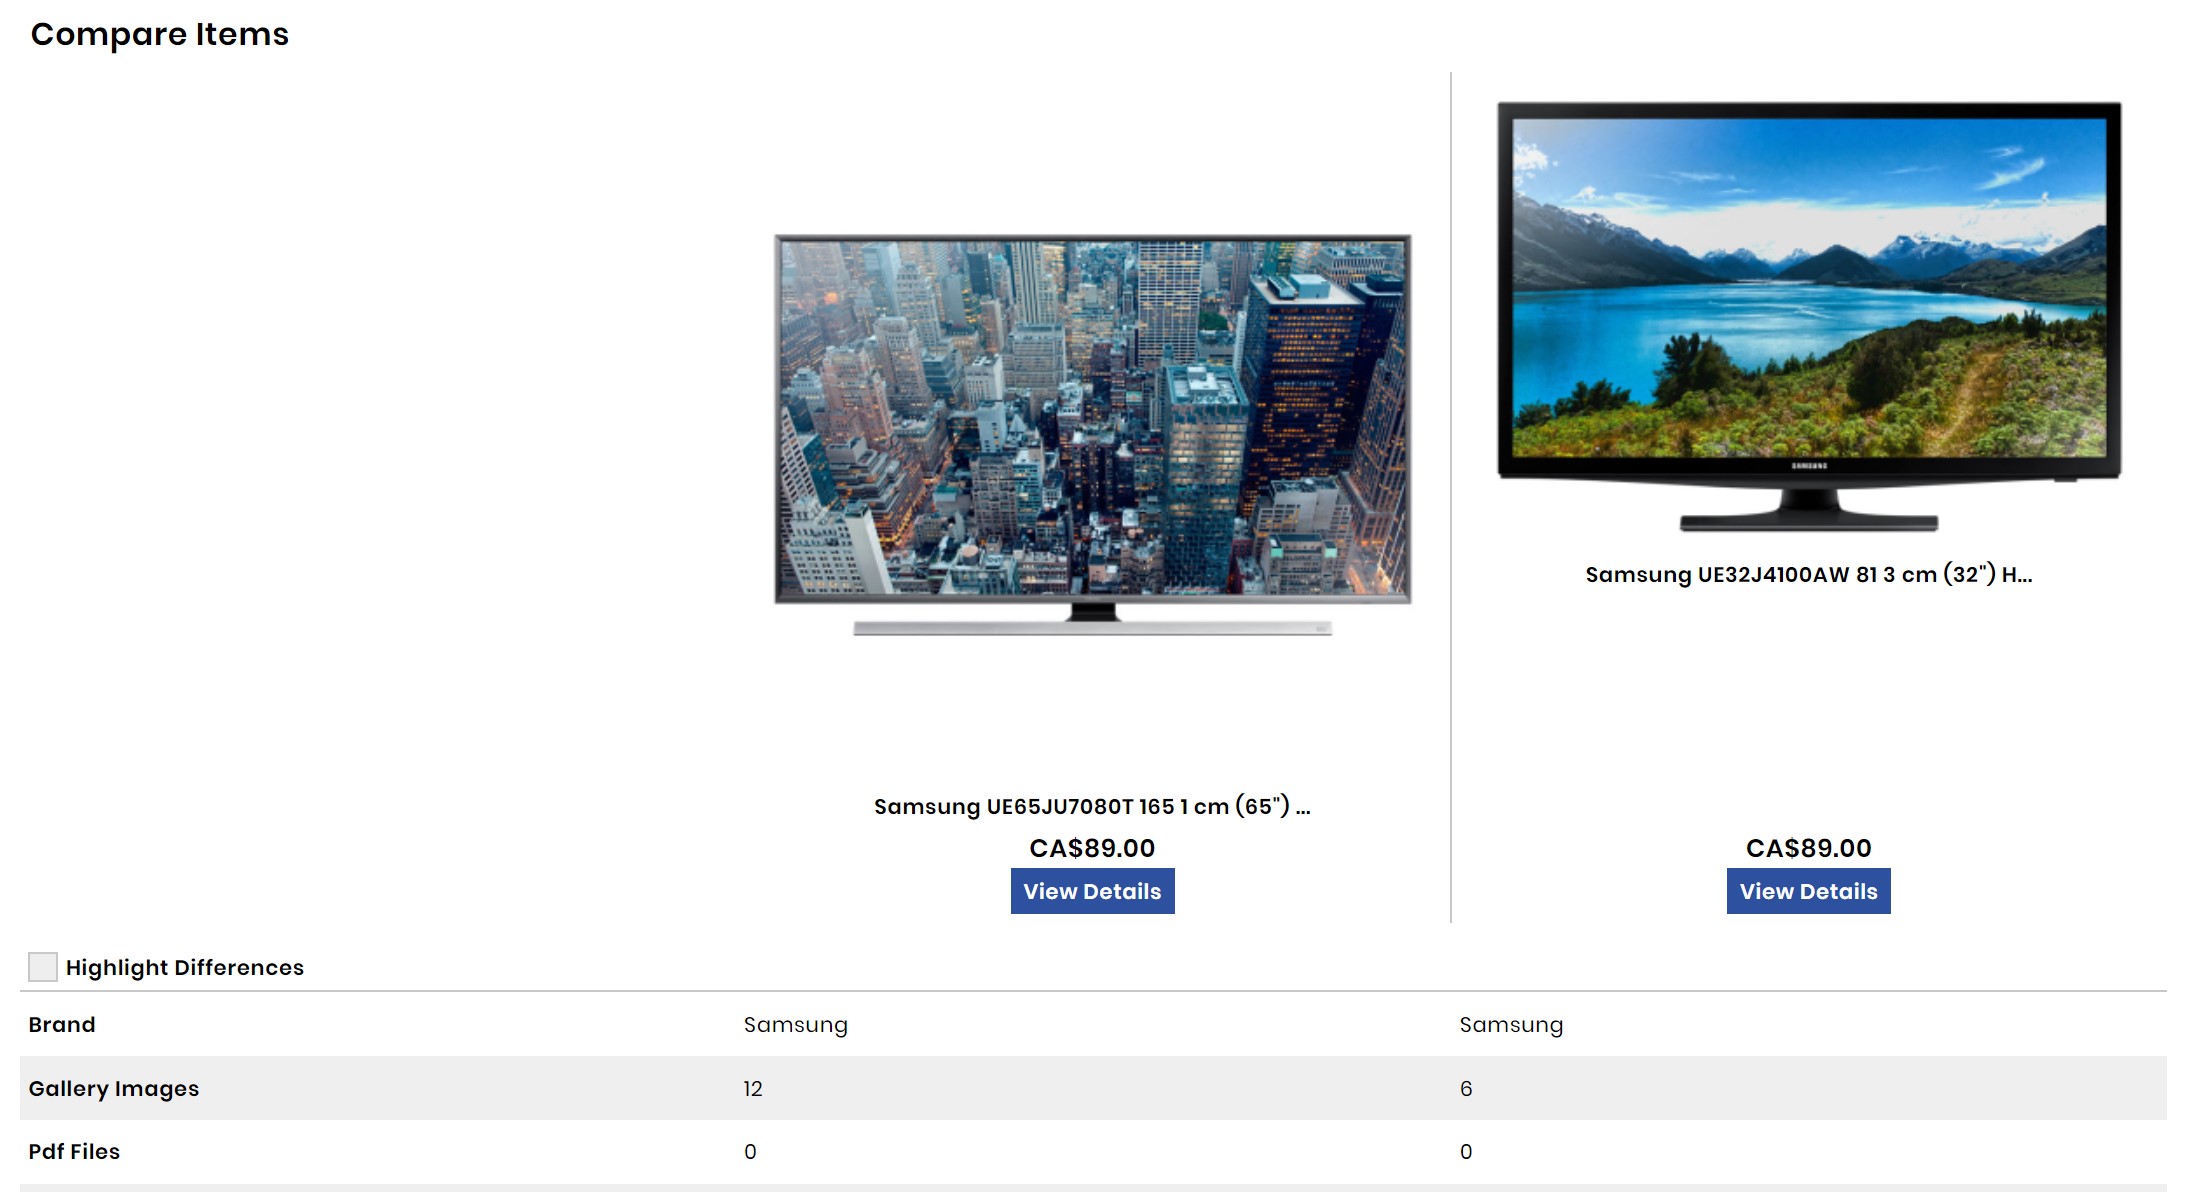 Compare Items
SAMSUNG
Samsung UE32J4100AW 81 3 cm (32") H...
Samsung UE65JU7080T 165 1 cm (65") ...
CA$89.00
CA$89.00
View Details
View Details
Highlight Differences
Brand Samsung Samsung
Gallery Images 12 6
Pdf Files 0 0